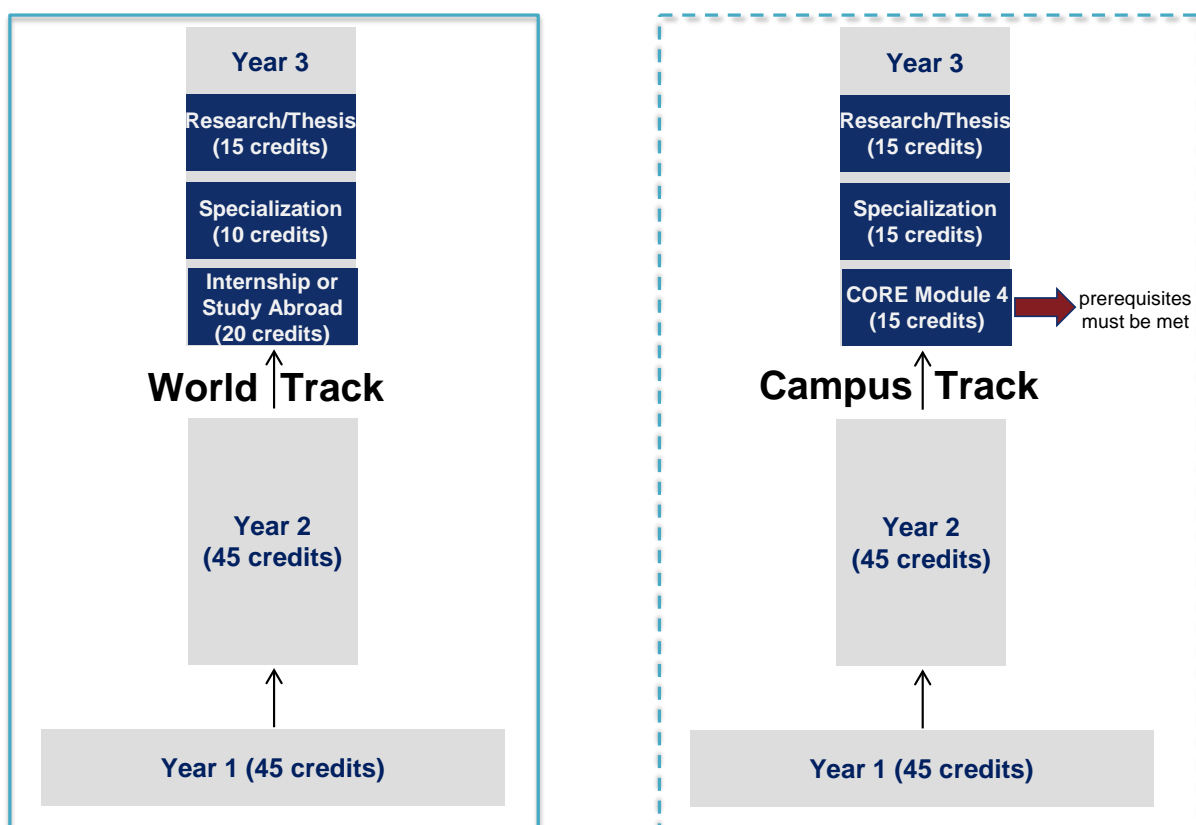 Year 3
Research/Thesis
(15 credits)
Specialization
(10 credits)
Internship or
Study Abroad
(20 credits)
World Track
Year 2
(45 credits)
Year 1 (45 credits)
Year 3
Research/Thesis
(15 credits)
Specialization
(15 credits)
CORE Module 4
(15 credits)
prerequisites
must be met
Campus Track
Year 2
(45 credits)
Year 1 (45 credits)